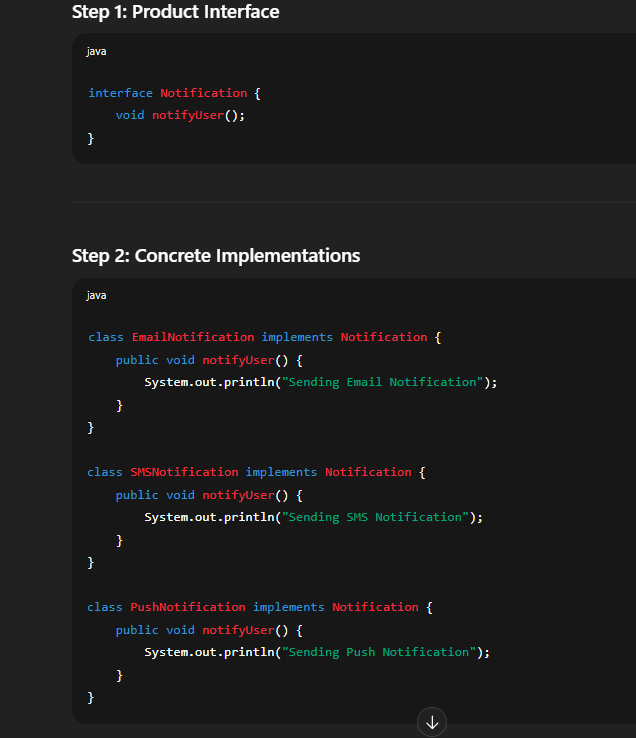 Step 1: Product Interface
java
interface Notification {
    void notifyUser();
}
Step 2: Concrete Implementations
java
class EmailNotification implements Notification {
    public void notifyUser() {
        System.out.println("Sending Email Notification");
    }
}
class SMSNotification implements Notification {
    public void notifyUser() {
        System.out.println("Sending SMS Notification");
    }
}
class PushNotification implements Notification {
    public void notifyUser() {
        System.out.println("Sending Push Notification");
    }
}